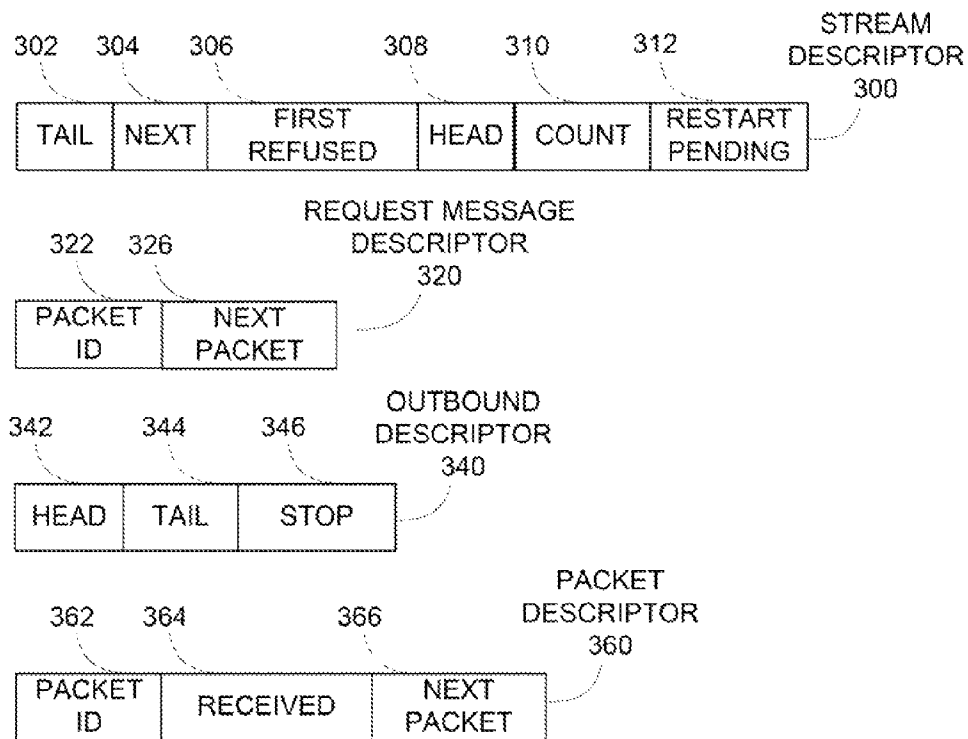 STREAM
DESCRIPTOR
300
302 304 306 308 310 312
TAIL NEXT FIRST REFUSED HEAD COUNT RESTART PENDING
REQUEST MESSAGE
DESCRIPTOR
320
322 326
PACKET ID NEXT PACKET
OUTBOUND
DESCRIPTOR
340
342 344 346
HEAD TAIL STOP
PACKET
DESCRIPTOR
360
362 364 366
PACKET ID RECEIVED NEXT PACKET